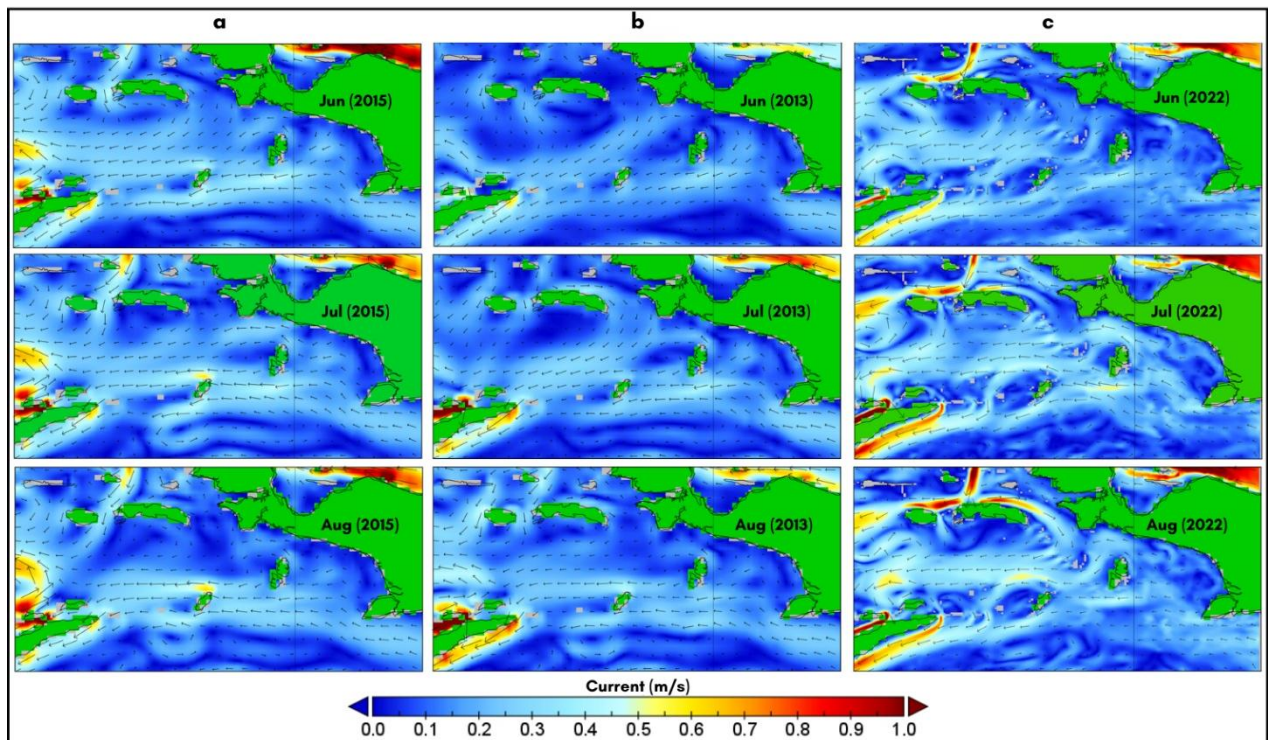 a b c
Jun (2015) Jun (2013) Jun (2022)
Jul (2015) Jul (2013) Jul (2022)
Aug (2015) Aug (2013) Aug (2022)
Current (m/s)
0.0 0.1 0.2 0.3 0.4 0.5 0.6 0.7 0.8 0.9 1.0